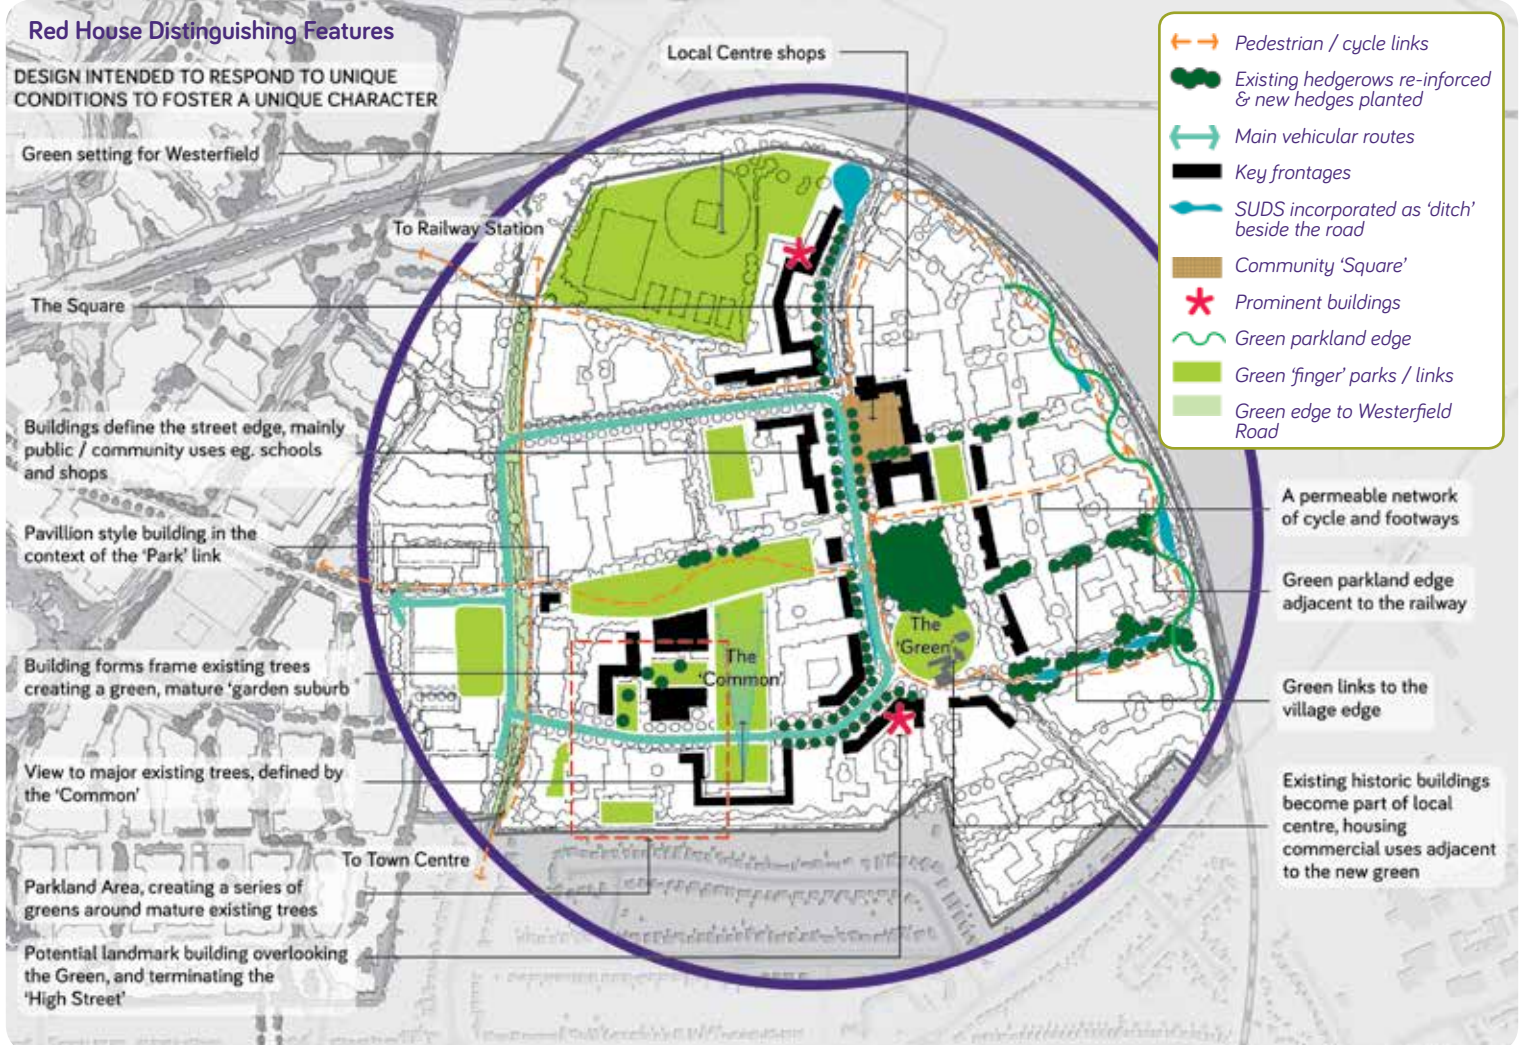 Red House Distinguishing Features
DESIGN INTENDED TO RESPOND TO UNIQUE
CONDITIONS TO FOSTER A UNIQUE CHARACTER
Green setting for Westerfield
To Railway Station
The Square
Buildings define the street edge, mainly
public / community uses eg. schools
and shops
Pavillion style building in the
context of the ‘Park’ link
Building forms frame existing trees
creating a green, mature ‘garden suburb
View to major existing trees, defined by
the ‘Common’
To Town Centre
Parkland Area, creating a series of
greens around mature existing trees
Potential landmark building overlooking
the Green, and terminating the
‘High Street’
Local Centre shops
The
‘Green’
The
‘Common’
Pedestrian / cycle links
Existing hedgerows re-inforced
& new hedges planted
Main vehicular routes
Key frontages
SUDS incorporated as ‘ditch’
beside the road
Community ‘Square’
Prominent buildings
Green parkland edge
Green ‘finger’ parks / links
Green edge to Westerfield
Road
A permeable network
of cycle and footways
Green parkland edge
adjacent to the railway
Green links to the
village edge
Existing historic buildings
become part of local
centre, housing
commercial uses adjacent
to the new green